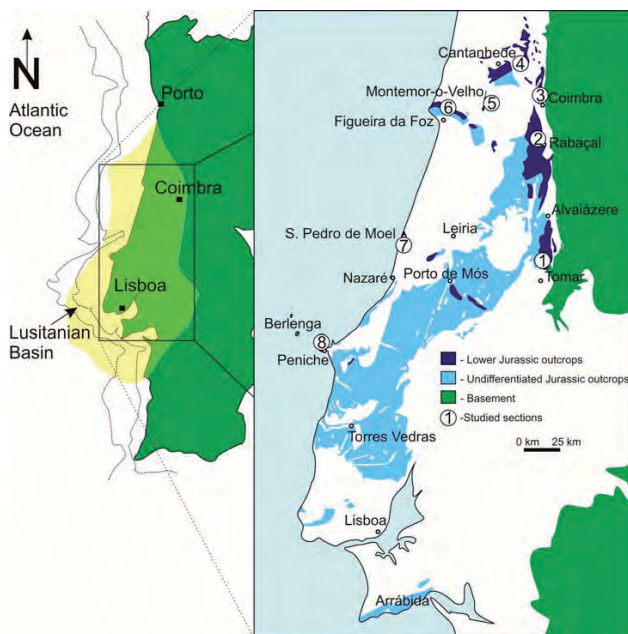 N
Atlantic
Ocean
Porto
Coimbra
Lisboa
Lusitanian
Basin
Cantanhede
4
Montemor-o-Velho
5
3
Coimbra
6
Figueira da Foz
2
Rabaçal
Alvaiázere
S. Pedro de Moel
7
Leiria
1
Nazaré
Porto de Mós
Tomar
Berlenga
8
Peniche
- Lower Jurassic outcrops
- Undifferentiated Jurassic outcrops
- Basement
1 -Studied sections
0 km 25 km
Torres Vedras
Lisboa
Arrábida